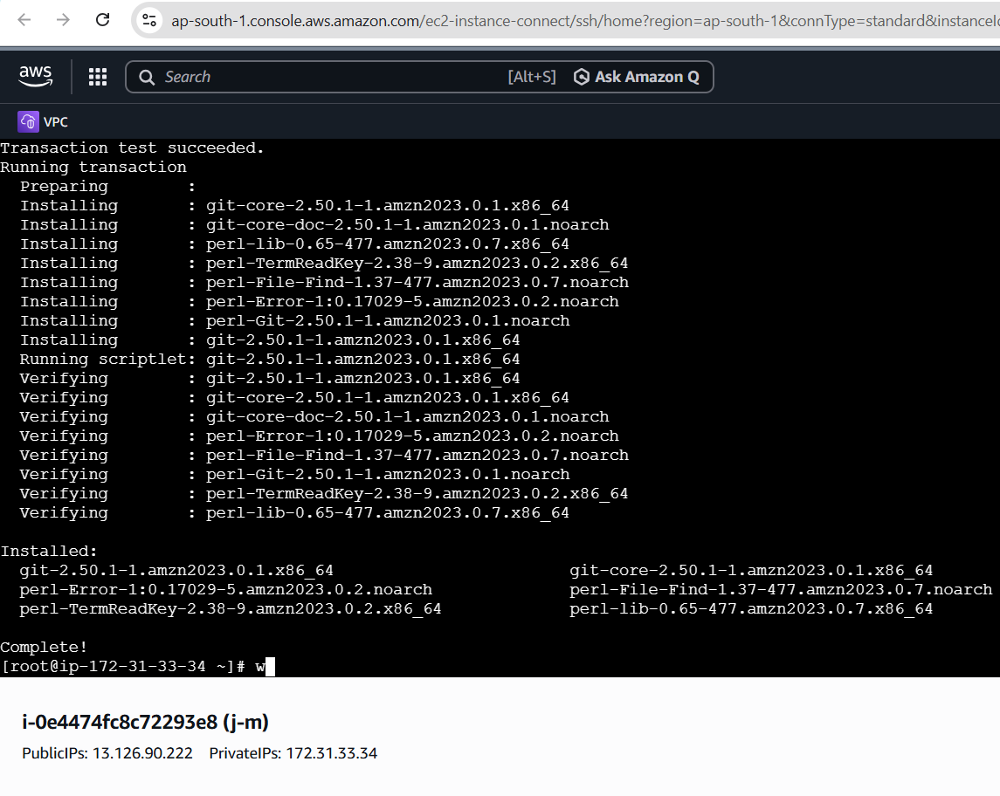 ap-south-1.console.aws.amazon.com/ec2-instance-connect/ssh/home?region=ap-south-1&connType=standard&instanceI
aws
Search [Alt+S] Ask Amazon Q
VPC
Transaction test succeeded.
Running transaction
Preparing :
Installing : git-core-2.50.1-1.amzn2023.0.1.x86_64
Installing : git-core-doc-2.50.1-1.amzn2023.0.1.noarch
Installing : perl-lib-0.65-477.amzn2023.0.7.x86_64
Installing : perl-TermReadKey-2.38-9.amzn2023.0.2.x86_64
Installing : perl-File-Find-1.37-477.amzn2023.0.7.noarch
Installing : perl-Error-1:0.17029-5.amzn2023.0.2.noarch
Installing : perl-Git-2.50.1-1.amzn2023.0.1.noarch
Installing : git-2.50.1-1.amzn2023.0.1.x86_64
Running scriptlet: git-2.50.1-1.amzn2023.0.1.x86_64
Verifying : git-2.50.1-1.amzn2023.0.1.x86_64
Verifying : git-core-2.50.1-1.amzn2023.0.1.x86_64
Verifying : git-core-doc-2.50.1-1.amzn2023.0.1.noarch
Verifying : perl-Error-1:0.17029-5.amzn2023.0.2.noarch
Verifying : perl-File-Find-1.37-477.amzn2023.0.7.noarch
Verifying : perl-Git-2.50.1-1.amzn2023.0.1.noarch
Verifying : perl-TermReadKey-2.38-9.amzn2023.0.2.x86_64
Verifying : perl-lib-0.65-477.amzn2023.0.7.x86_64
Installed:
git-2.50.1-1.amzn2023.0.1.x86_64 git-core-2.50.1-1.amzn2023.0.1.x86_64
perl-Error-1:0.17029-5.amzn2023.0.2.noarch perl-File-Find-1.37-477.amzn2023.0.7.noarch
perl-TermReadKey-2.38-9.amzn2023.0.2.x86_64 perl-lib-0.65-477.amzn2023.0.7.x86_64
Complete!
[root@ip-172-31-33-34 ~]# w
i-0e4474fc8c72293e8 (j-m)
PublicIPs: 13.126.90.222 PrivateIPs: 172.31.33.34